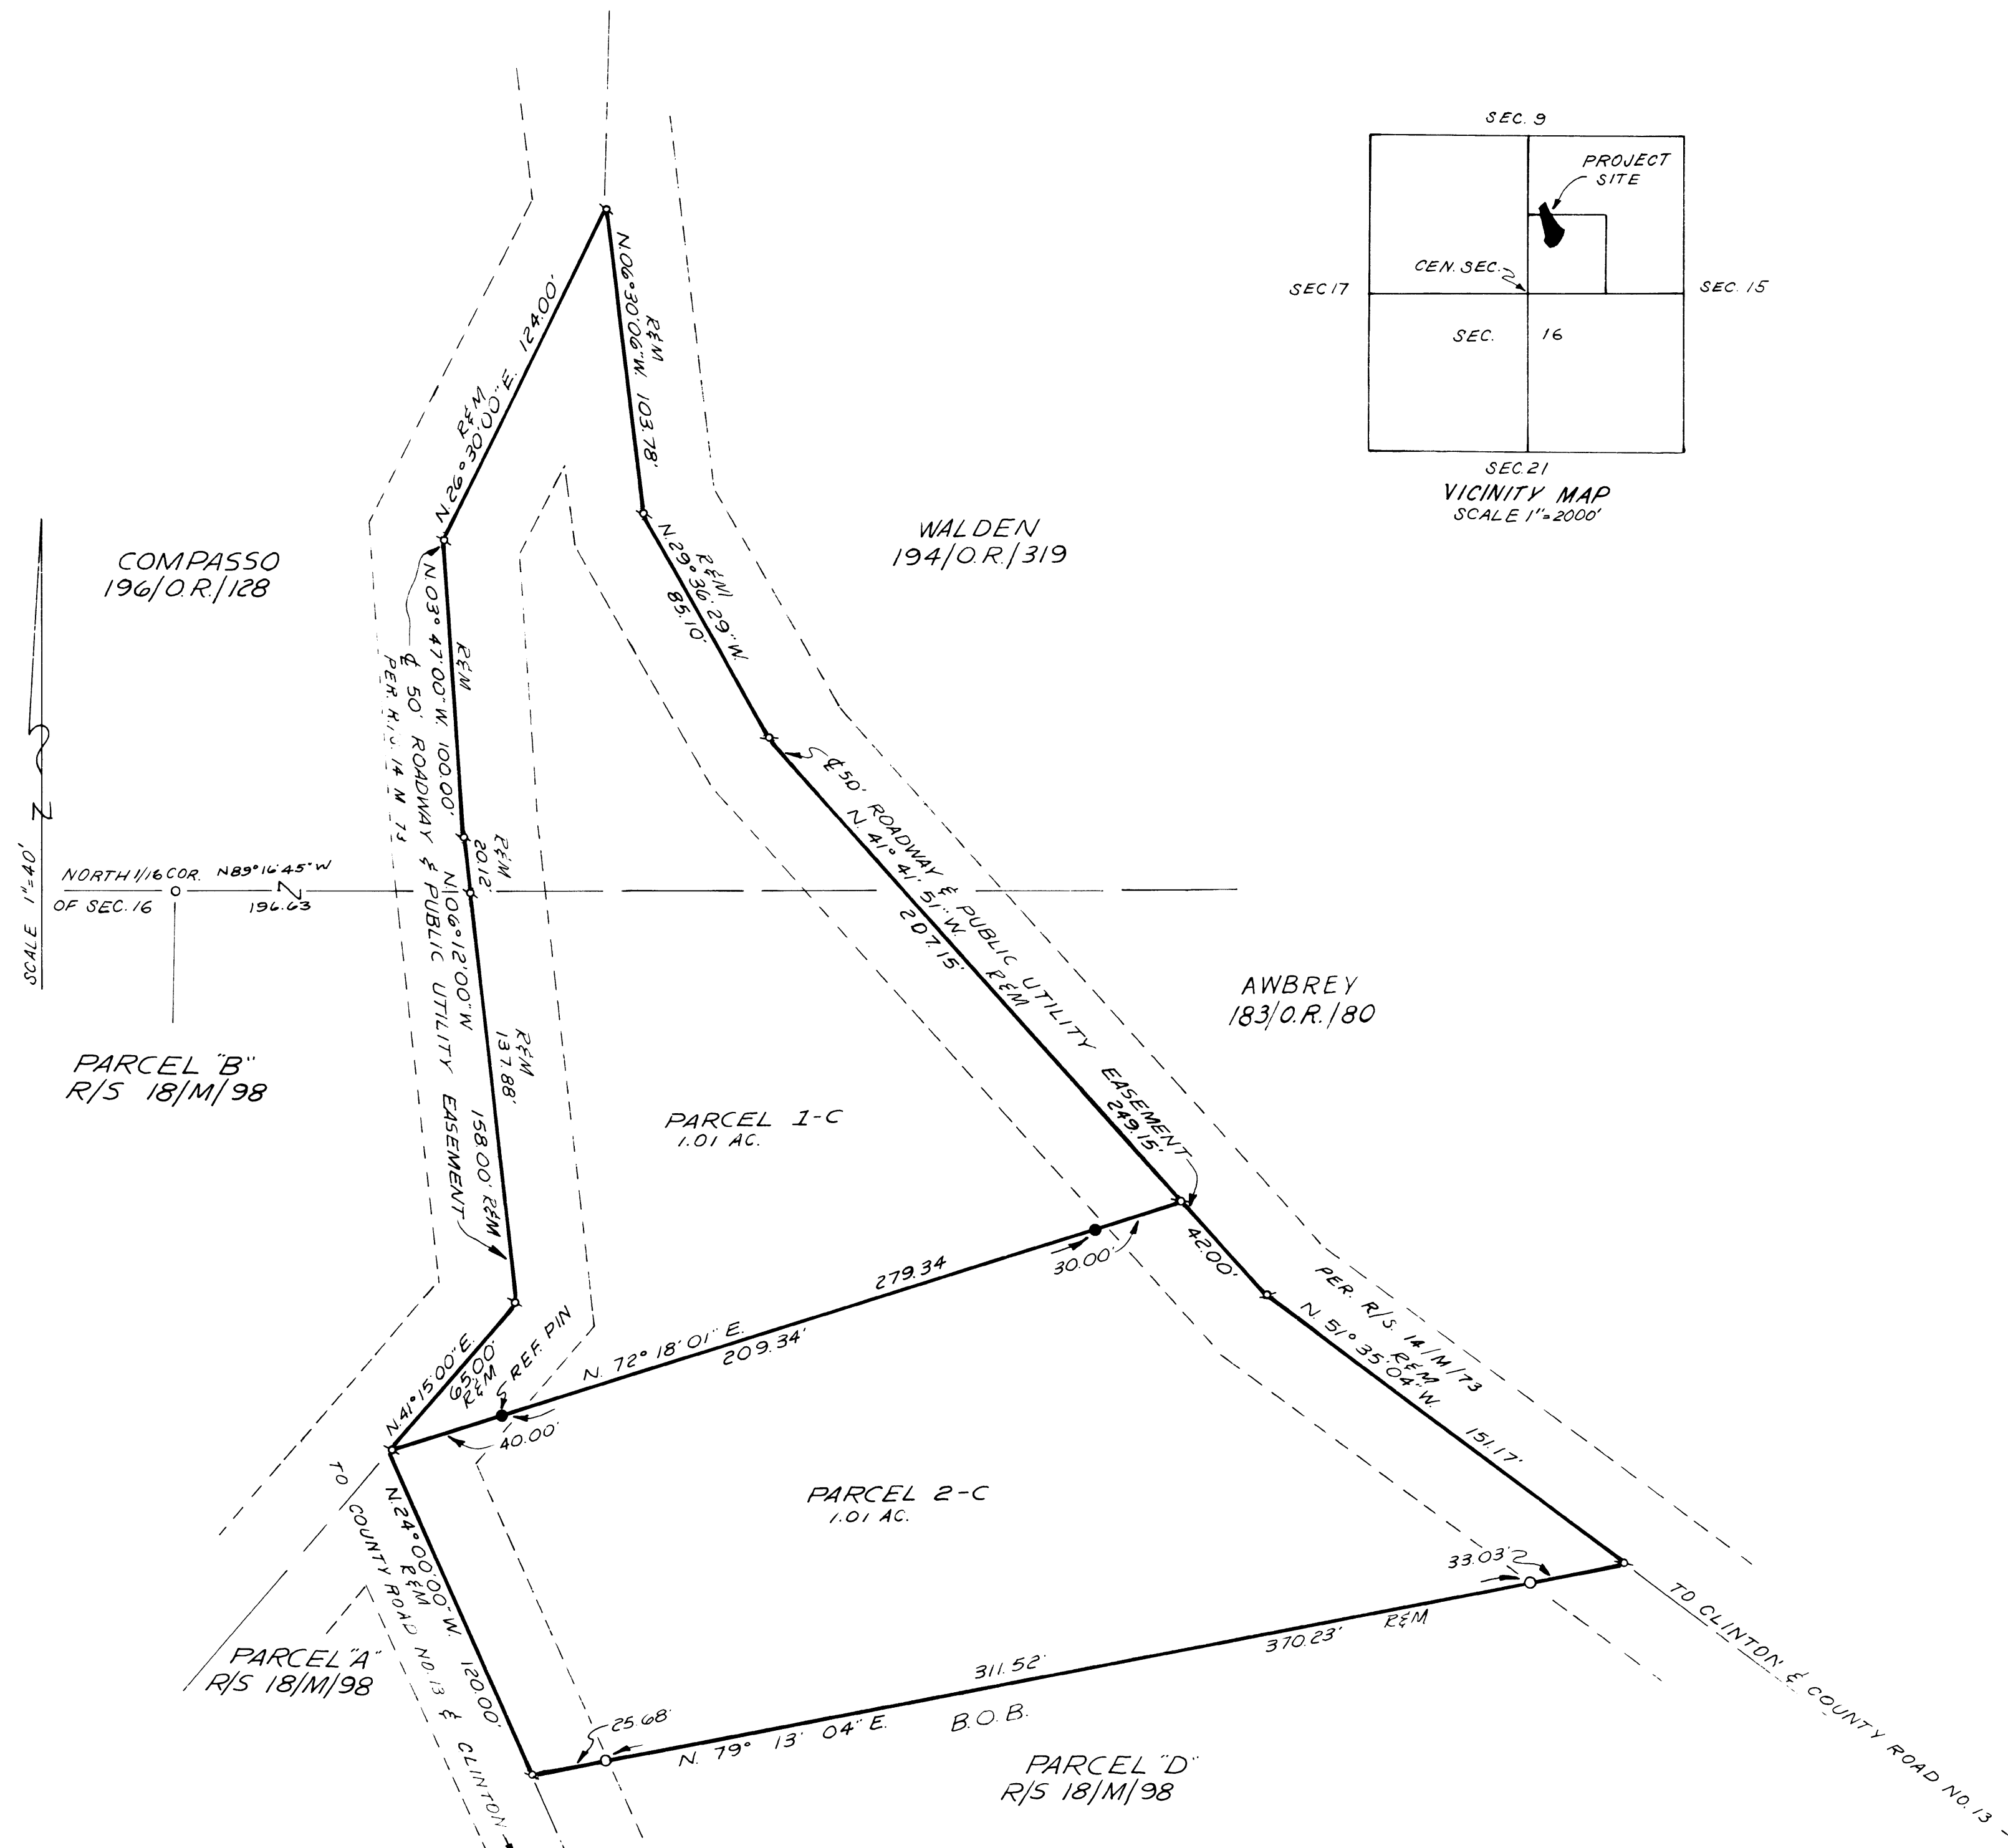 SEC. 9
PROJECT
SITE
CEN. SEC.
SEC 17
SEC. 15
SEC. 16
SEC. 21
VICINITY MAP
SCALE 1"=2000'
N.06°30'06"W. 103.78'
R&M
N.26°30'00"E. 124.00'
R&M
COMPASSO
196/O.R./128
WALDEN
194/O.R./319
N.29°36'29"W.
R&M
85.10'
N.03°47'00"W. 100.00'
R&M
℄ 50' ROADWAY & PUBLIC UTILITY EASEMENT
PER. 14 M 73
SCALE 1"=40'
N
R&M
20.12'
NORTH 1/16 COR. N89°16'45"W
OF SEC. 16 196.63
N 06°12'00"W 158.00' R&M
R&M
137.88'
℄ 50' ROADWAY & PUBLIC UTILITY EASEMENT
N. 41° 41' 51"W. 249.15'
207.15' R&M
AWBREY
183/O.R./80
PARCEL "B"
R/S 18/M/98
PARCEL 1-C
1.01 AC.
42.00'
30.00'
279.34
N. 72° 18' 01" E.
209.34'
REF. PIN
N.41°15'00"E.
65.00'
R&M
40.00'
PER. R/S. 14/M/73
N. 51° 35' 04"W. 151.17'
R&M
PARCEL 2-C
1.01 AC.
TO COUNTY ROAD NO. 13 & CLINTON
N.24°00'00"W. 120.00'
R&M
33.03'
TO CLINTON & COUNTY ROAD NO. 13
PARCEL "A"
R/S 18/M/98
370.23' R&M
311.52'
25.68'
N. 79° 13' 04" E. B.O.B.
PARCEL "D"
R/S 18/M/98